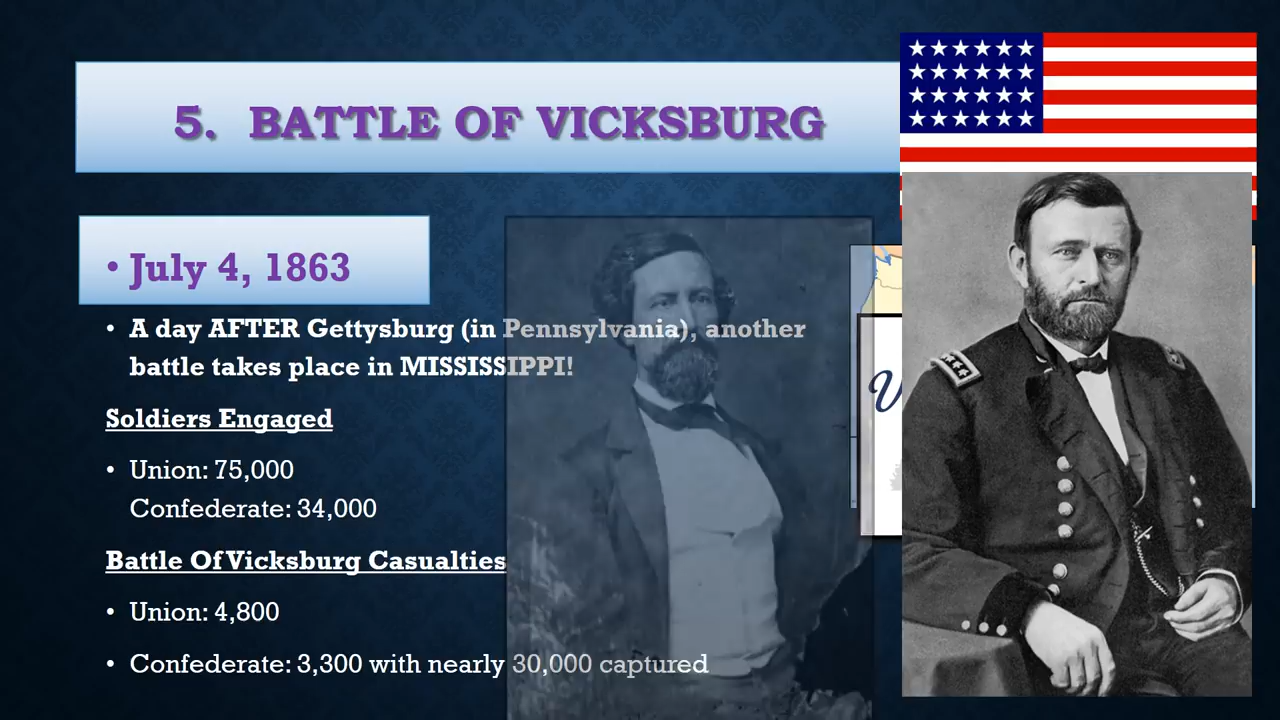 5. BATTLE OF VICKSBURG
• July 4, 1863
• A day AFTER Gettysburg (in Pennsylvania), another
battle takes place in MISSISSIPPI!
Soldiers Engaged
• Union: 75,000
Confederate: 34,000
Battle Of Vicksburg Casualties
• Union: 4,800
• Confederate: 3,300 with nearly 30,000 captured